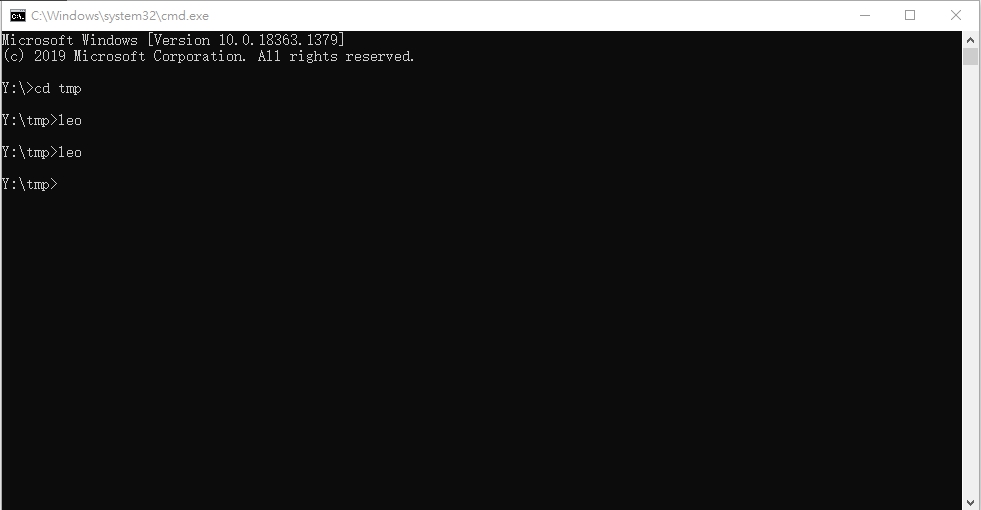 C:\Windows\system32\cmd.exe
Microsoft Windows [Version 10.0.18363.1379]
(c) 2019 Microsoft Corporation. All rights reserved.
Y:\>cd tmp
Y:\tmp>leo
Y:\tmp>leo
Y:\tmp>